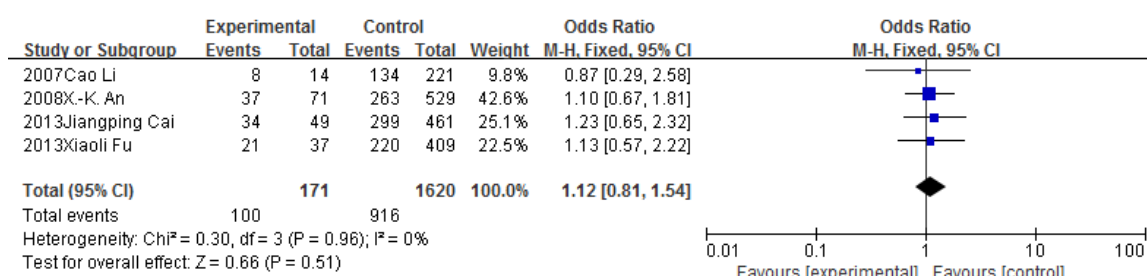 Experimental Control Odds Ratio Odds Ratio
Study or Subgroup Events Total Events Total Weight M-H, Fixed, 95% CI M-H, Fixed, 95% CI
2007Cao Li 8 14 134 221 9.8% 0.87 [0.29, 2.58]
2008X.-K. An 37 71 263 529 42.6% 1.10 [0.67, 1.81]
2013Jiangping Cai 34 49 299 461 25.1% 1.23 [0.65, 2.32]
2013Xiaoli Fu 21 37 220 409 22.5% 1.13 [0.57, 2.22]
Total (95% CI) 171 1620 100.0% 1.12 [0.81, 1.54]
Total events 100 916
Heterogeneity: Chi² = 0.30, df = 3 (P = 0.96); I² = 0%
Test for overall effect: Z = 0.66 (P = 0.51)
0.01 0.1 1 10 100
Favours [experimental] Favours [control]